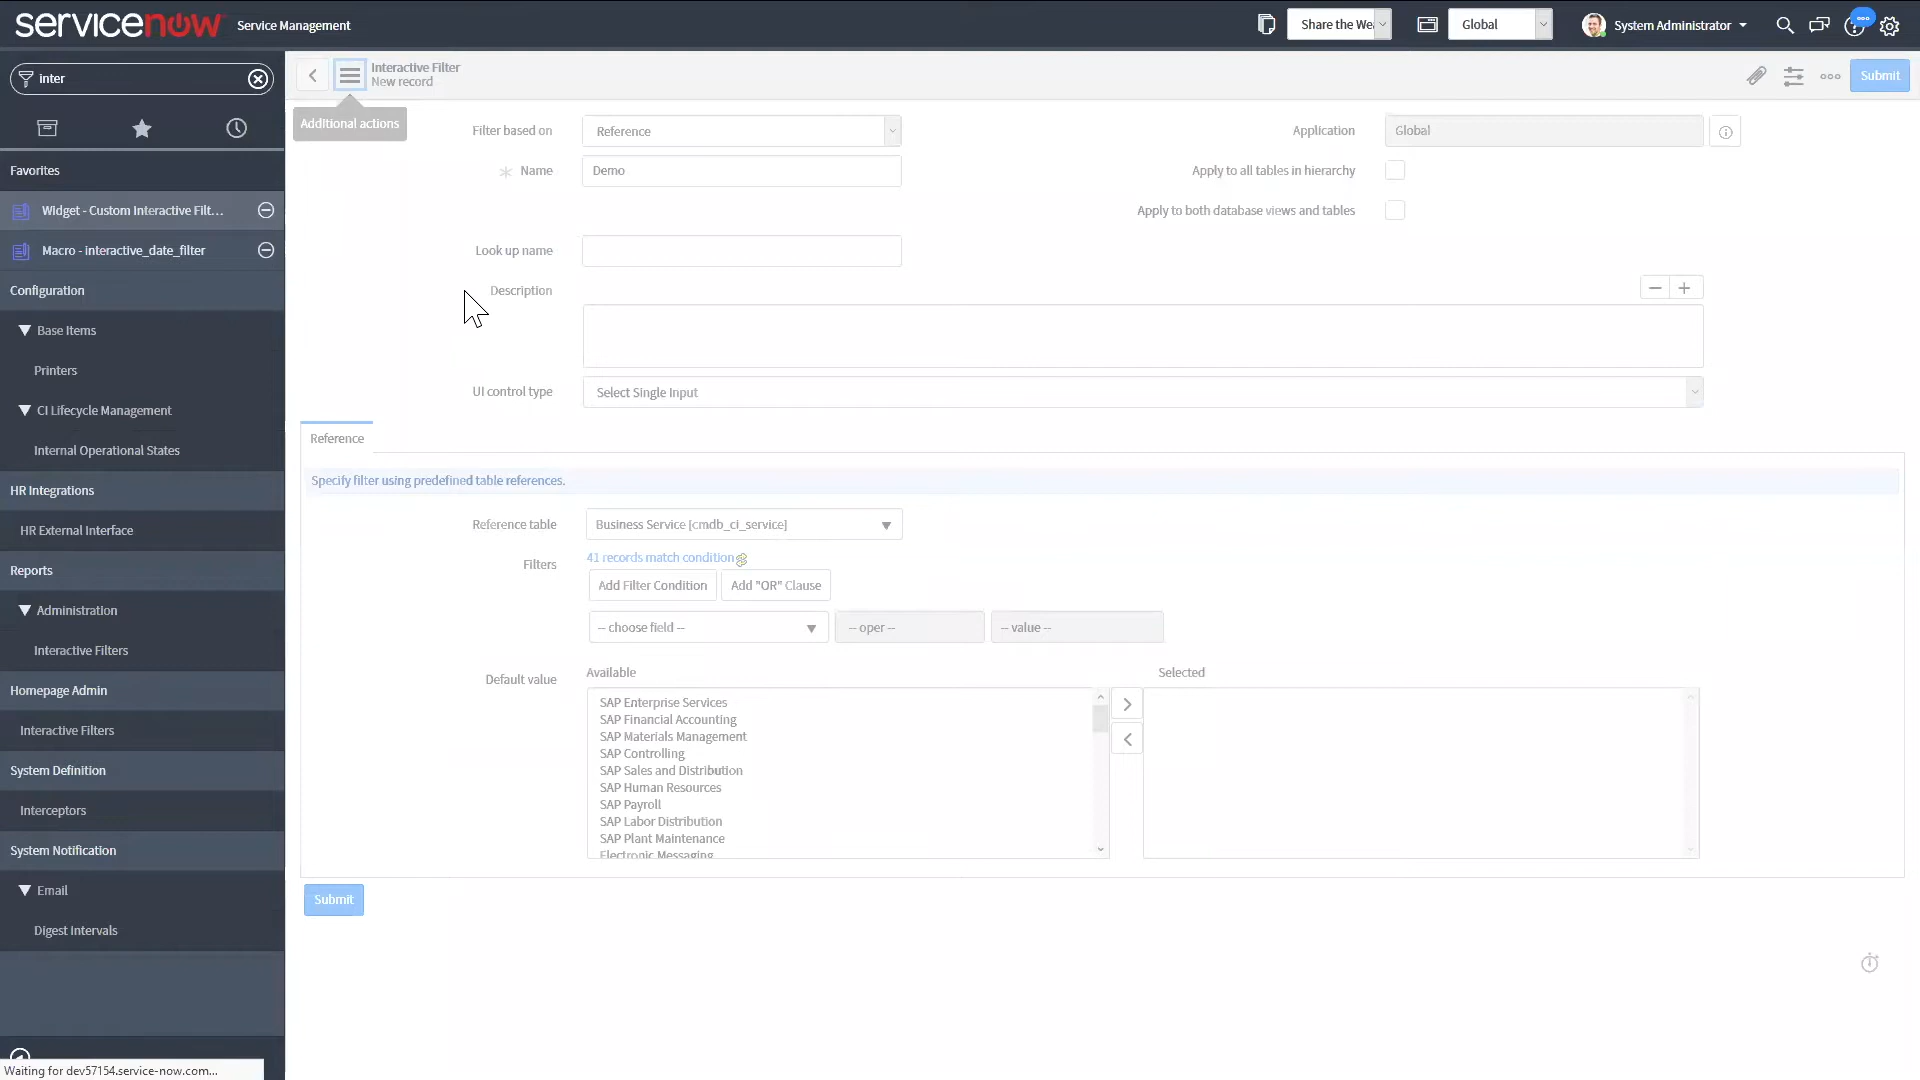 servicenow Service Management
Share the We
Global
System Administrator
inter
Interactive Filter
New record
Submit
Additional actions
Filter based on
Reference
Application
Global
Name
Demo
Apply to all tables in hierarchy
Favorites
Widget - Custom Interactive Filt...
Apply to both database views and tables
Macro - interactive_date_filter
Look up name
Configuration
Description
Base Items
Printers
UI control type
Select Single Input
CI Lifecycle Management
Internal Operational States
Reference
HR Integrations
Specify filter using predefined table references.
HR External Interface
Reference table
Business Service [cmdb_ci_service]
Reports
Filters
41 records match condition
Add Filter Condition
Add "OR" Clause
Administration
-- choose field --
-- oper --
-- value --
Interactive Filters
Default value
Available
Selected
Homepage Admin
SAP Enterprise Services
SAP Financial Accounting
SAP Materials Management
SAP Controlling
SAP Sales and Distribution
SAP Human Resources
SAP Payroll
SAP Labor Distribution
SAP Plant Maintenance
Electronic Messaging
Interactive Filters
System Definition
Interceptors
System Notification
Email
Submit
Digest Intervals
Waiting for dev57154.service-now.com...